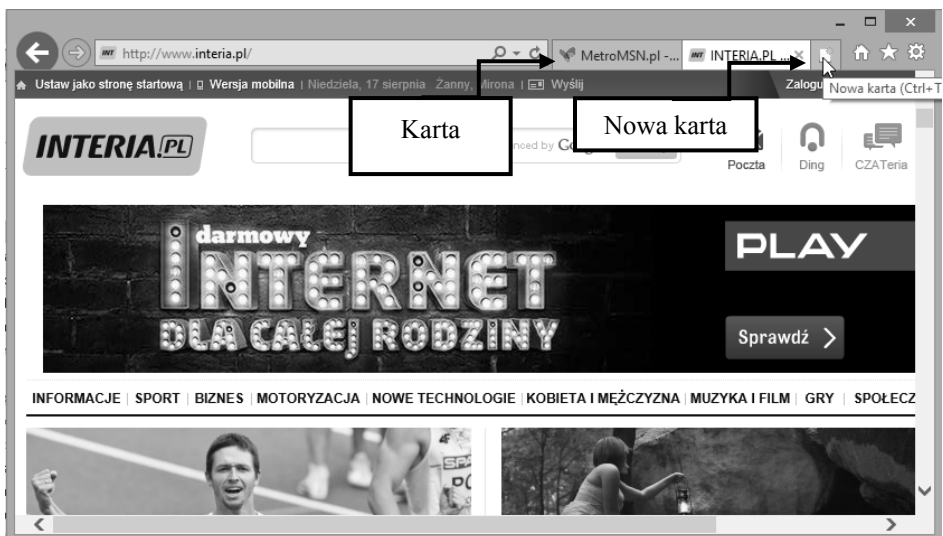 http://www.interia.pl/
MetroMSN.pl -...
INTERIA.PL ...
Ustaw jako stronę startową | Wersja mobilna | Niedziela, 17 sierpnia Żanny, Mirona | Wyślij
Nowa karta (Ctrl+T
Karta
Nowa karta
INTERIA.PL
Poczta Ding CZATeria
darmowy
INTERNET
DLA CAŁEJ RODZINY
PLAY
Sprawdź
INFORMACJE | SPORT | BIZNES | MOTORYZACJA | NOWE TECHNOLOGIE | KOBIETA I MĘŻCZYZNA | MUZYKA I FILM | GRY | SPOŁECZ